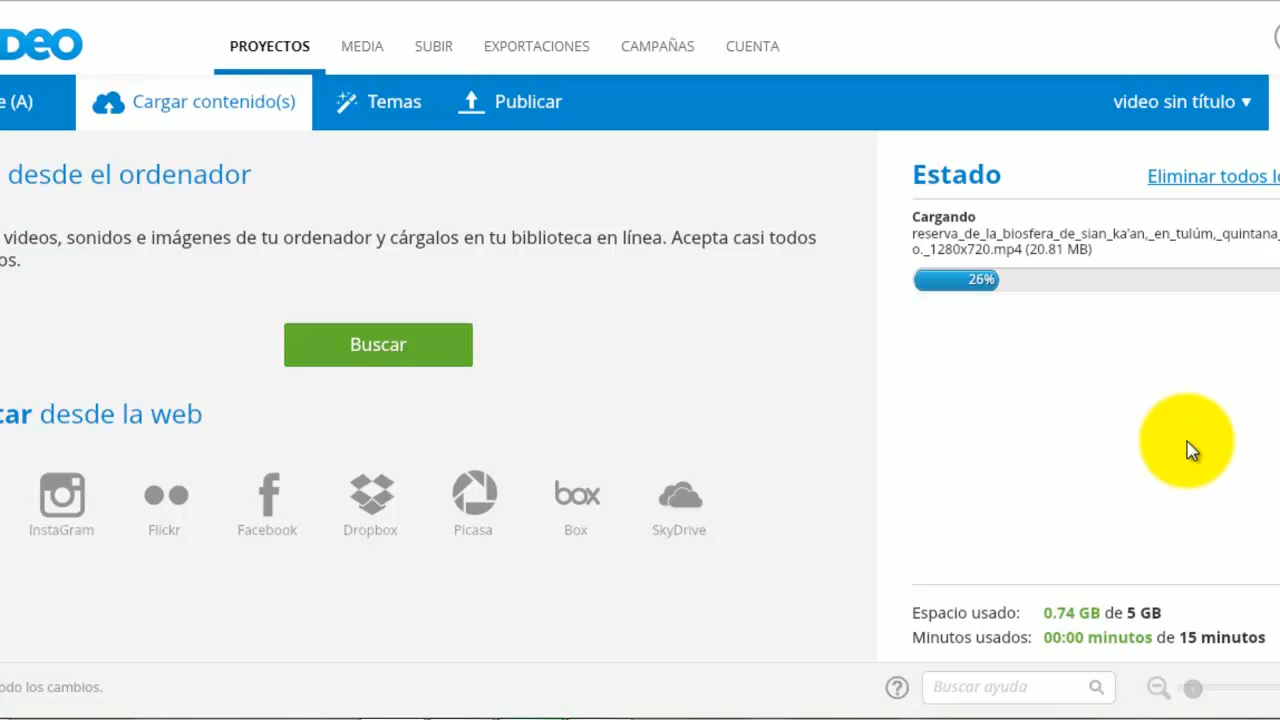 DEO
PROYECTOS MEDIA SUBIR EXPORTACIONES CAMPAÑAS CUENTA
e (A) Cargar contenido(s) Temas Publicar video sin título ▾
desde el ordenador
videos, sonidos e imágenes de tu ordenador y cárgalos en tu biblioteca en línea. Acepta casi todos
os.
Buscar
tar desde la web
InstaGram Flickr Facebook Dropbox Picasa box Box SkyDrive
Estado Eliminar todos lo
Cargando
reserva_de_la_biosfera_de_sian_ka'an,_en_tulúm,_quintana_
o._1280x720.mp4 (20.81 MB)
26%
Espacio usado: 0.74 GB de 5 GB
Minutos usados: 00:00 minutos de 15 minutos
odo los cambios. ? Buscar ayuda